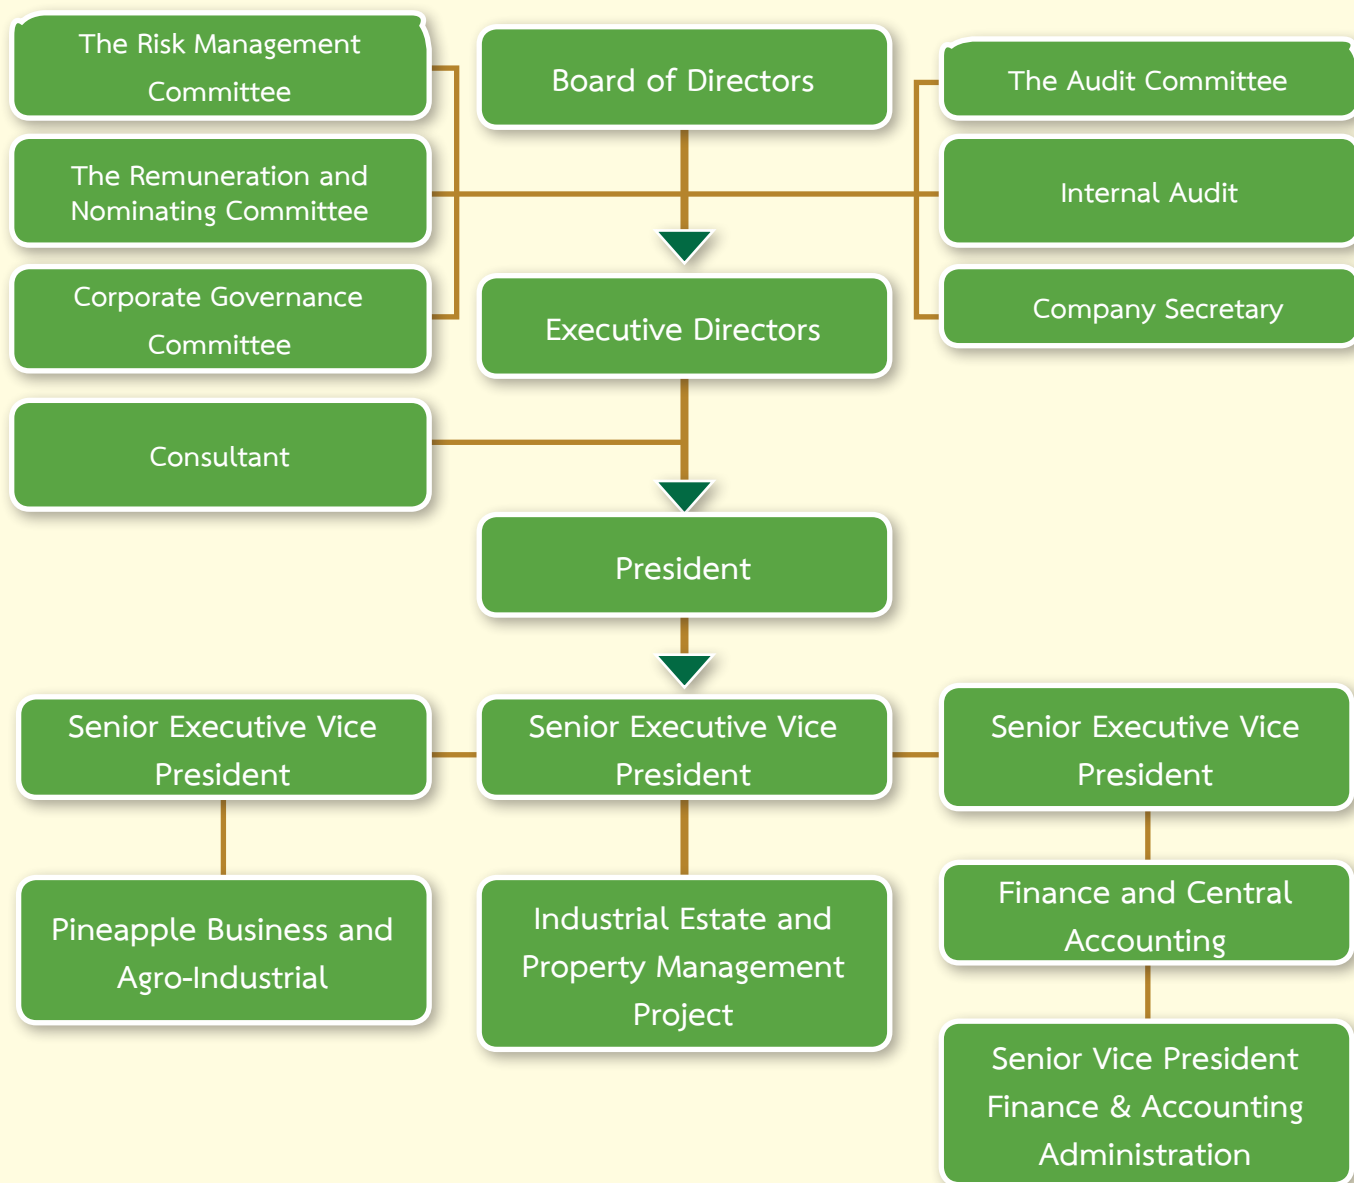 The Risk Management
Committee
Board of Directors
The Audit Committee
The Remuneration and
Nominating Committee
Internal Audit
Corporate Governance
Committee
Executive Directors
Company Secretary
Consultant
President
Senior Executive Vice
President
Senior Executive Vice
President
Senior Executive Vice
President
Pineapple Business and
Agro-Industrial
Industrial Estate and
Property Management
Project
Finance and Central
Accounting
Senior Vice President
Finance & Accounting
Administration